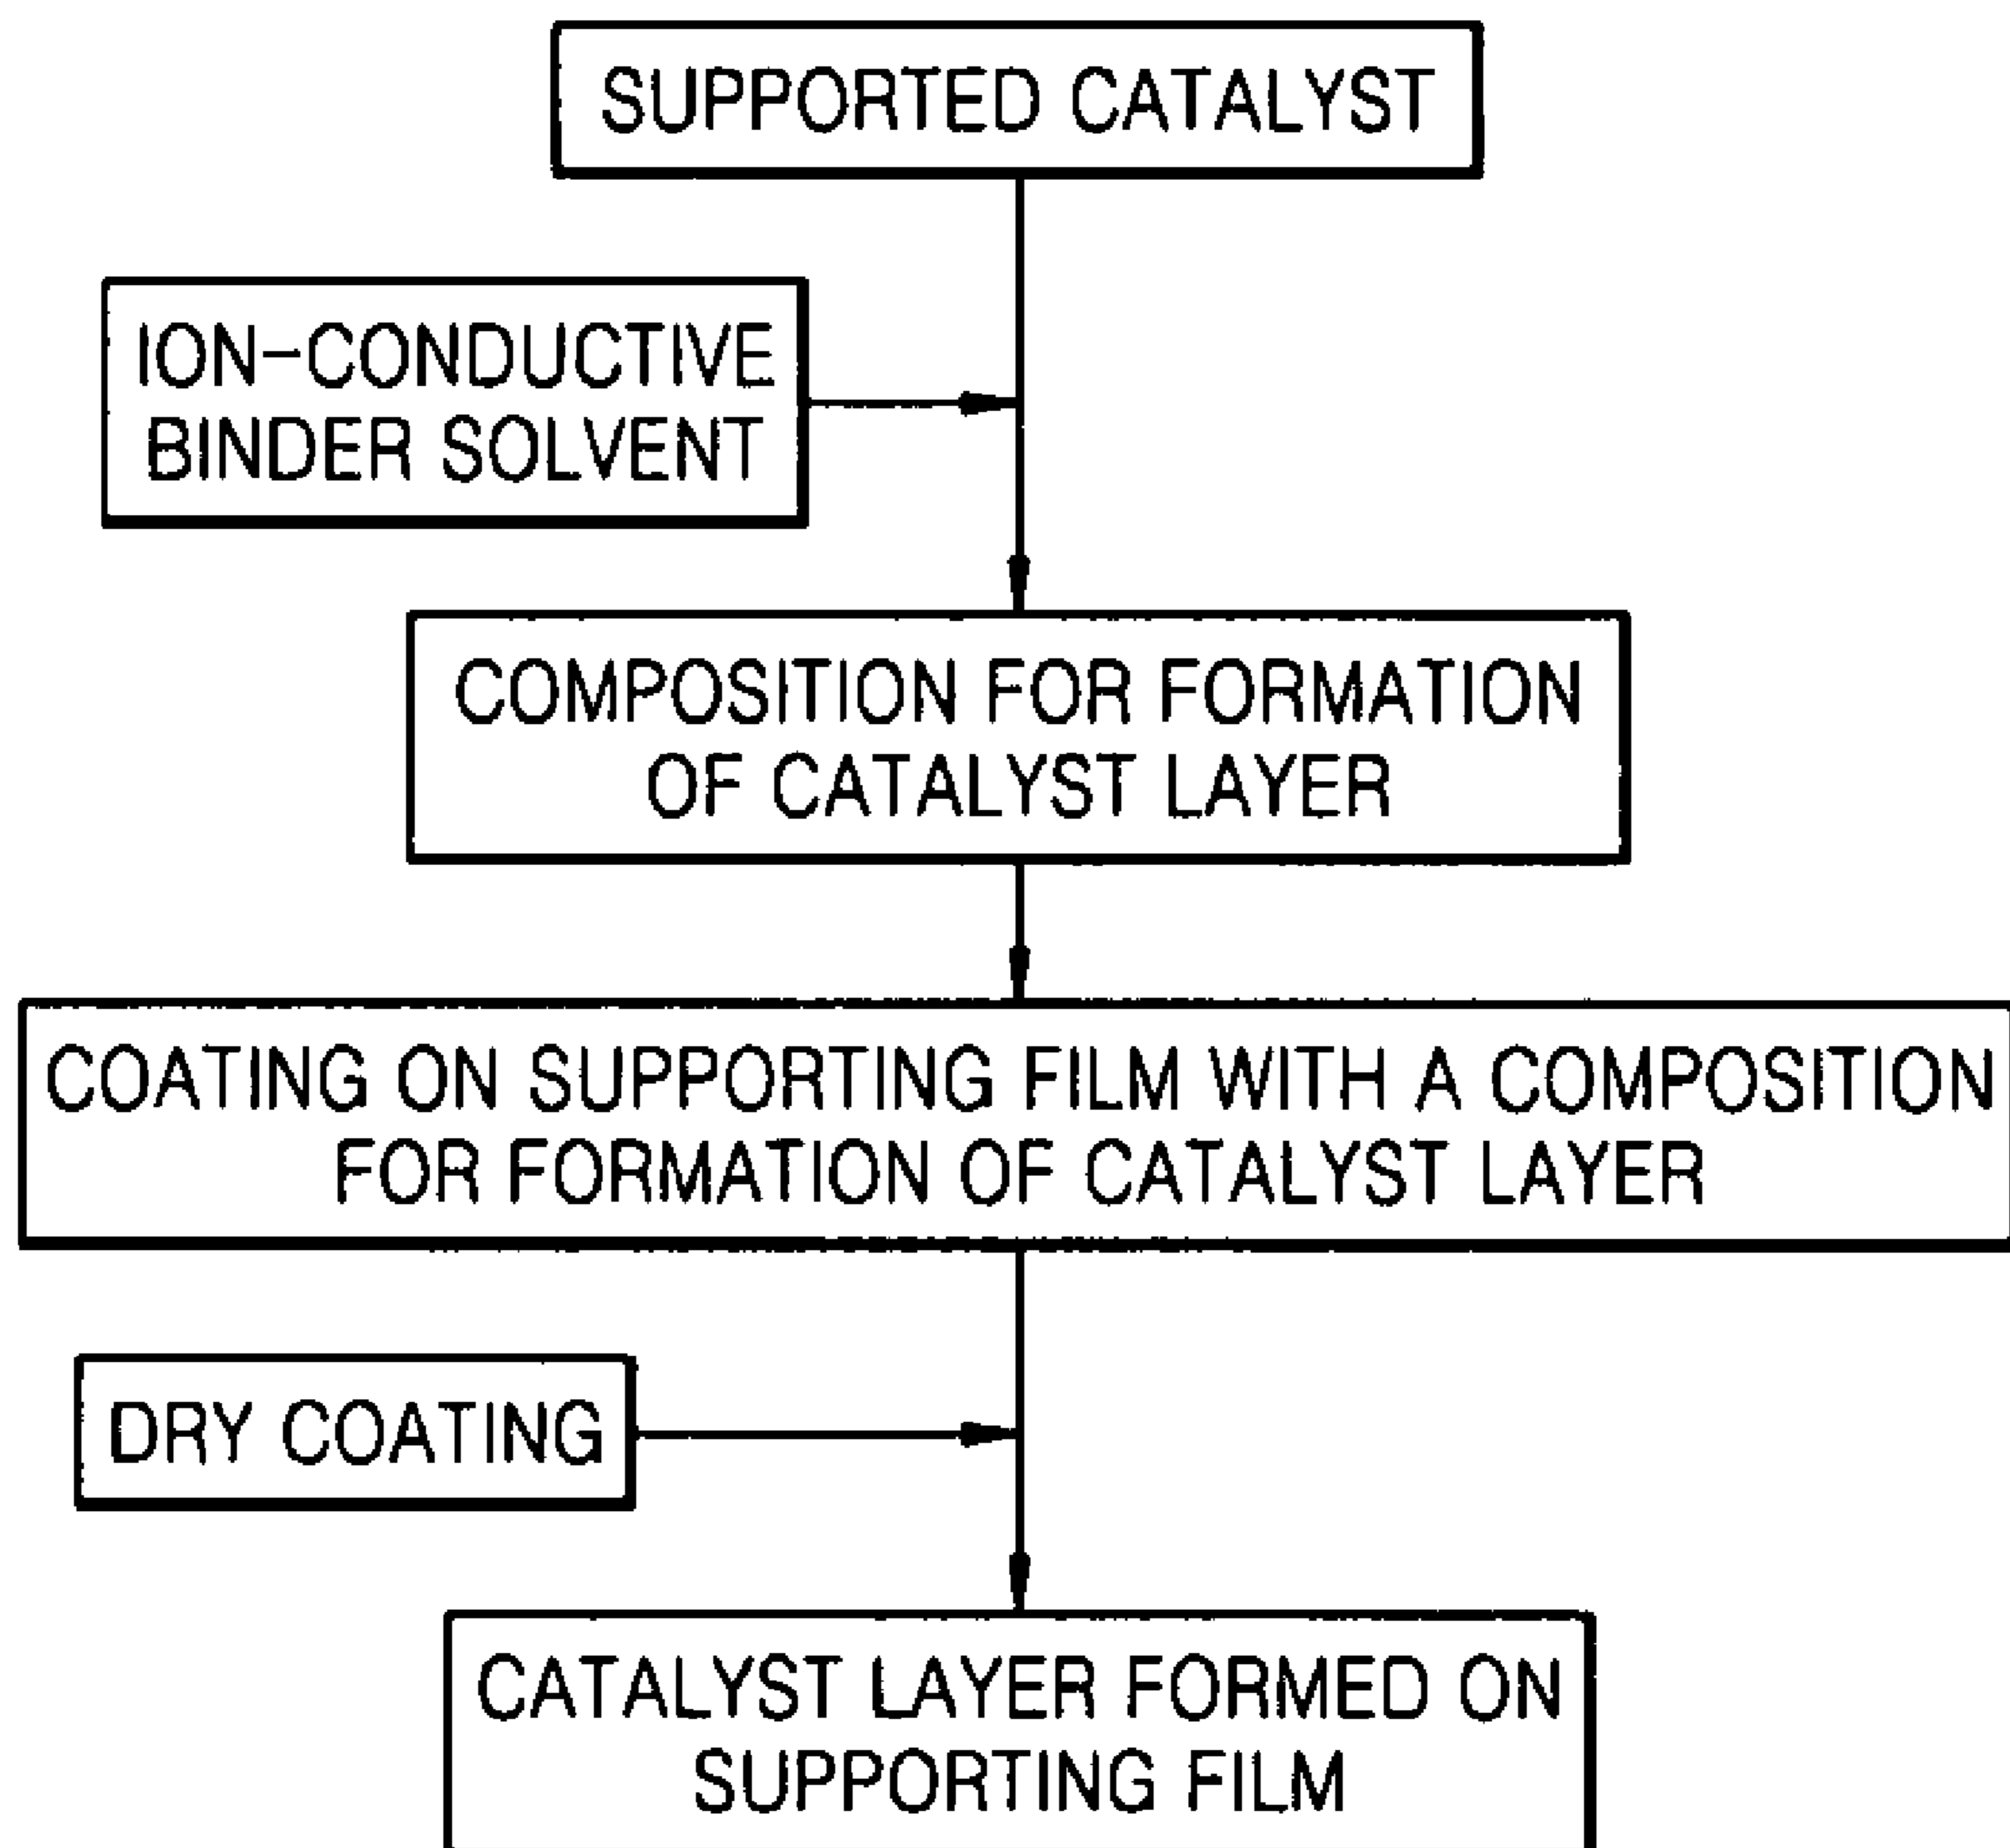 SUPPORTED CATALYST
ION-CONDUCTIVE
BINDER SOLVENT
COMPOSITION FOR FORMATION
OF CATALYST LAYER
COATING ON SUPPORTING FILM WITH A COMPOSITION
FOR FORMATION OF CATALYST LAYER
DRY COATING
CATALYST LAYER FORMED ON
SUPPORTING FILM